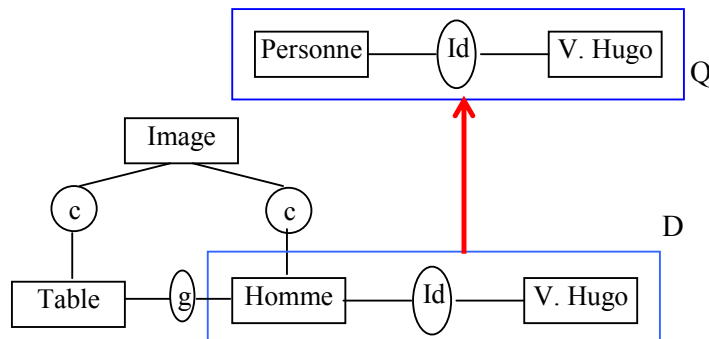 Personne Id V. Hugo
Q
Image
c c
D
Table g Homme Id V. Hugo